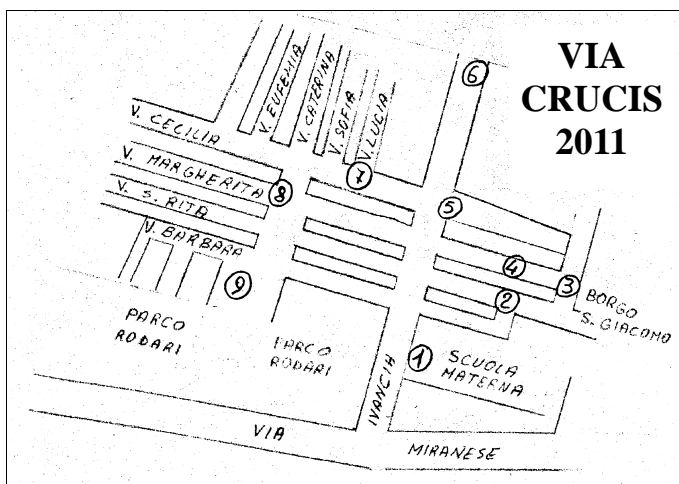 VIA
CRUCIS
2011
6
V. EUFEMIA
V. CATERINA
V. SOFIA
V. LUCIA
V. CECILIA
V. MARGHERITA
V. S. RITA
V. BARBARA
7
8
5
4
3
2
9
1
BORGO
S. GIACOMO
PARCO
RODARI
PARCO
RODARI
SCUOLA
MATERNA
IVANCIA
VIA
MIRANESE